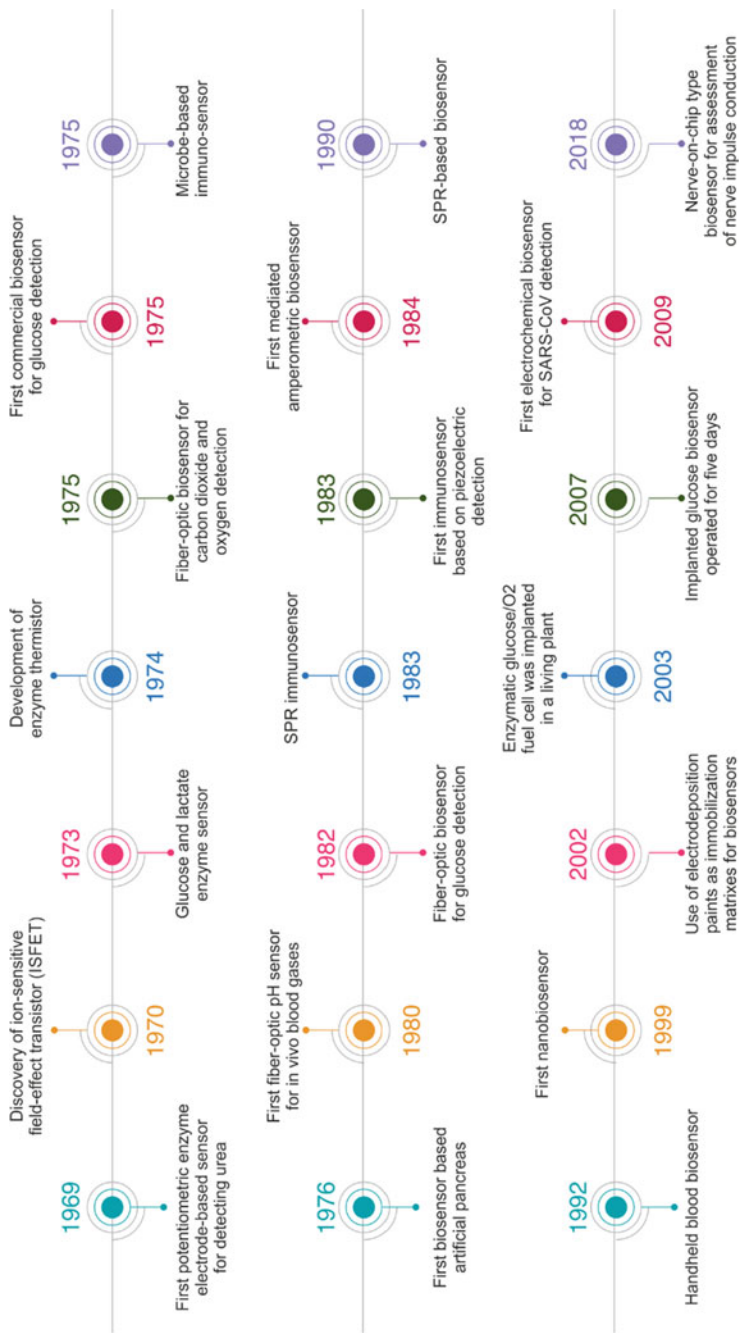 1969
First potentiometric enzyme
electrode-based sensor
for detecting urea
Discovery of ion-sensitive
field-effect transistor (ISFET)
1970
1973
Glucose and lactate
enzyme sensor
Development of
enzyme thermistor
1974
1975
Fiber-optic biosensor for
carbon dioxide and
oxygen detection
First commercial biosensor
for glucose detection
1975
1975
Microbe-based
immuno-sensor
1976
First biosensor based
artificial pancreas
First fiber-optic pH sensor
for in vivo blood gases
1980
1982
Fiber-optic biosensor
for glucose detection
SPR immunosensor
1983
1983
First immunosensor
based on piezoelectric
detection
First mediated
amperometric biosenssor
1984
1990
SPR-based biosensor
1992
Handheld blood biosensor
First nanobiosensor
1999
2002
Use of electrodeposition
paints as immobilization
matrixes for biosensors
Enzymatic glucose/O2
fuel cell was implanted
in a living plant
2003
2007
Implanted glucose biosensor
operated for five days
First electrochemical biosensor
for SARS-CoV detection
2009
2018
Nerve-on-chip type
biosensor for assessment
of nerve impulse conduction